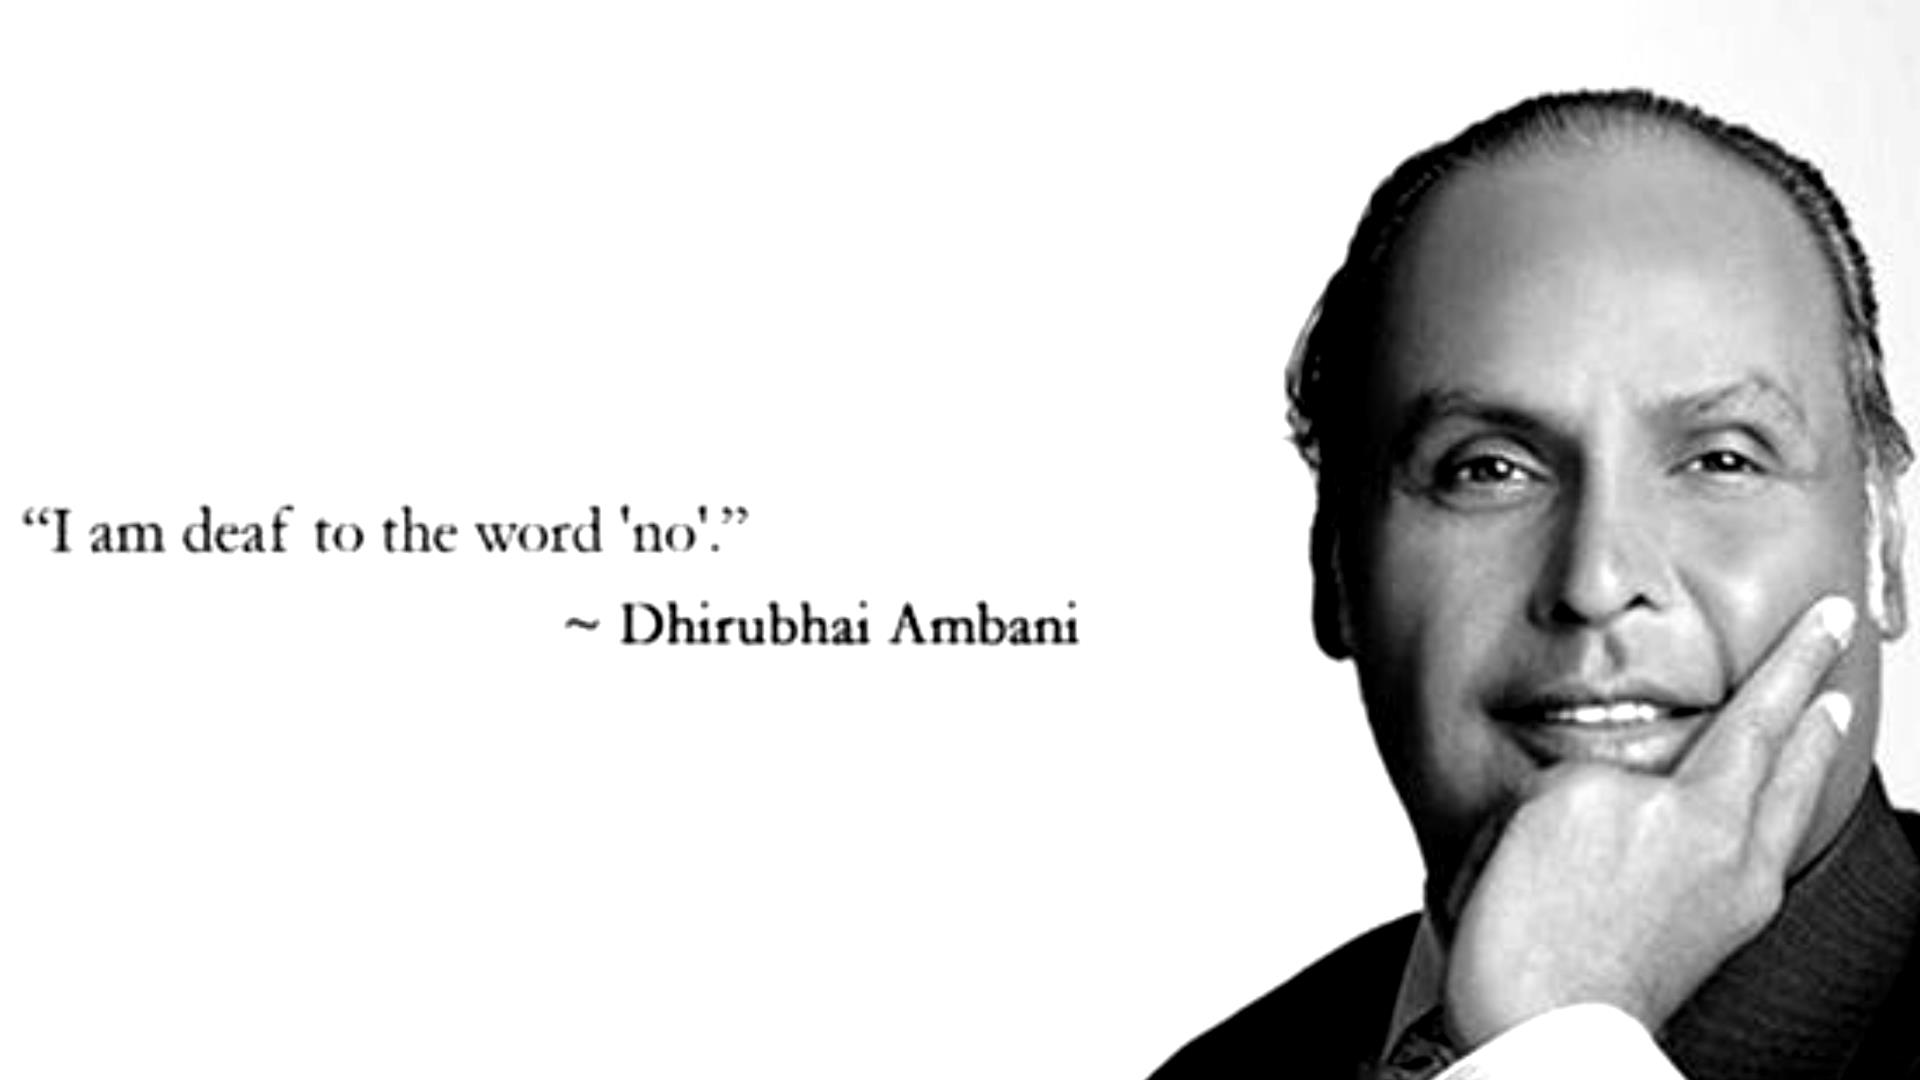 “I am deaf to the word 'no'.”
~ Dhirubhai Ambani